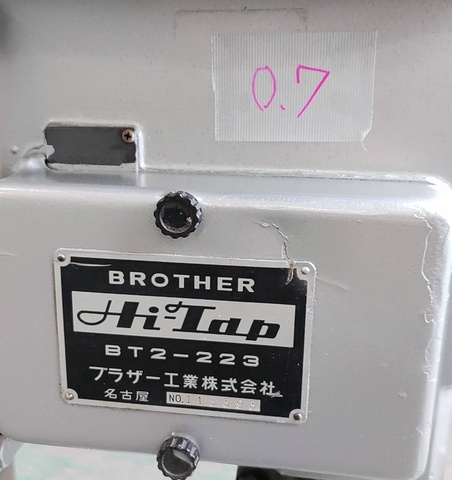 0.7
BROTHER
Hi-Tap
BT2-223
ブラザー工業株式会社
名古屋 NO.